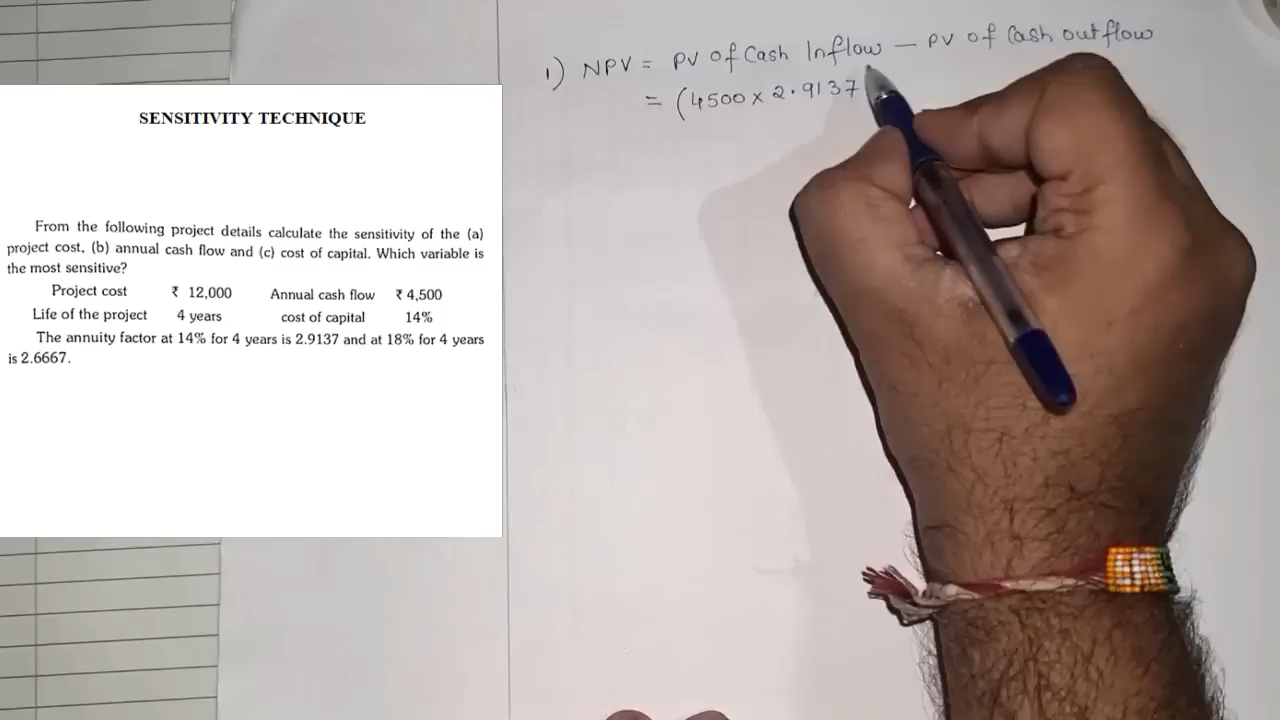 SENSITIVITY TECHNIQUE
From the following project details calculate the sensitivity of the (a)
project cost, (b) annual cash flow and (c) cost of capital. Which variable is
the most sensitive?
Project cost ₹ 12,000 Annual cash flow ₹ 4,500
Life of the project 4 years cost of capital 14%
The annuity factor at 14% for 4 years is 2.9137 and at 18% for 4 years
is 2.6667.
1) NPV = PV of Cash Inflow – PV of Cash outflow
= (4500 x 2.9137